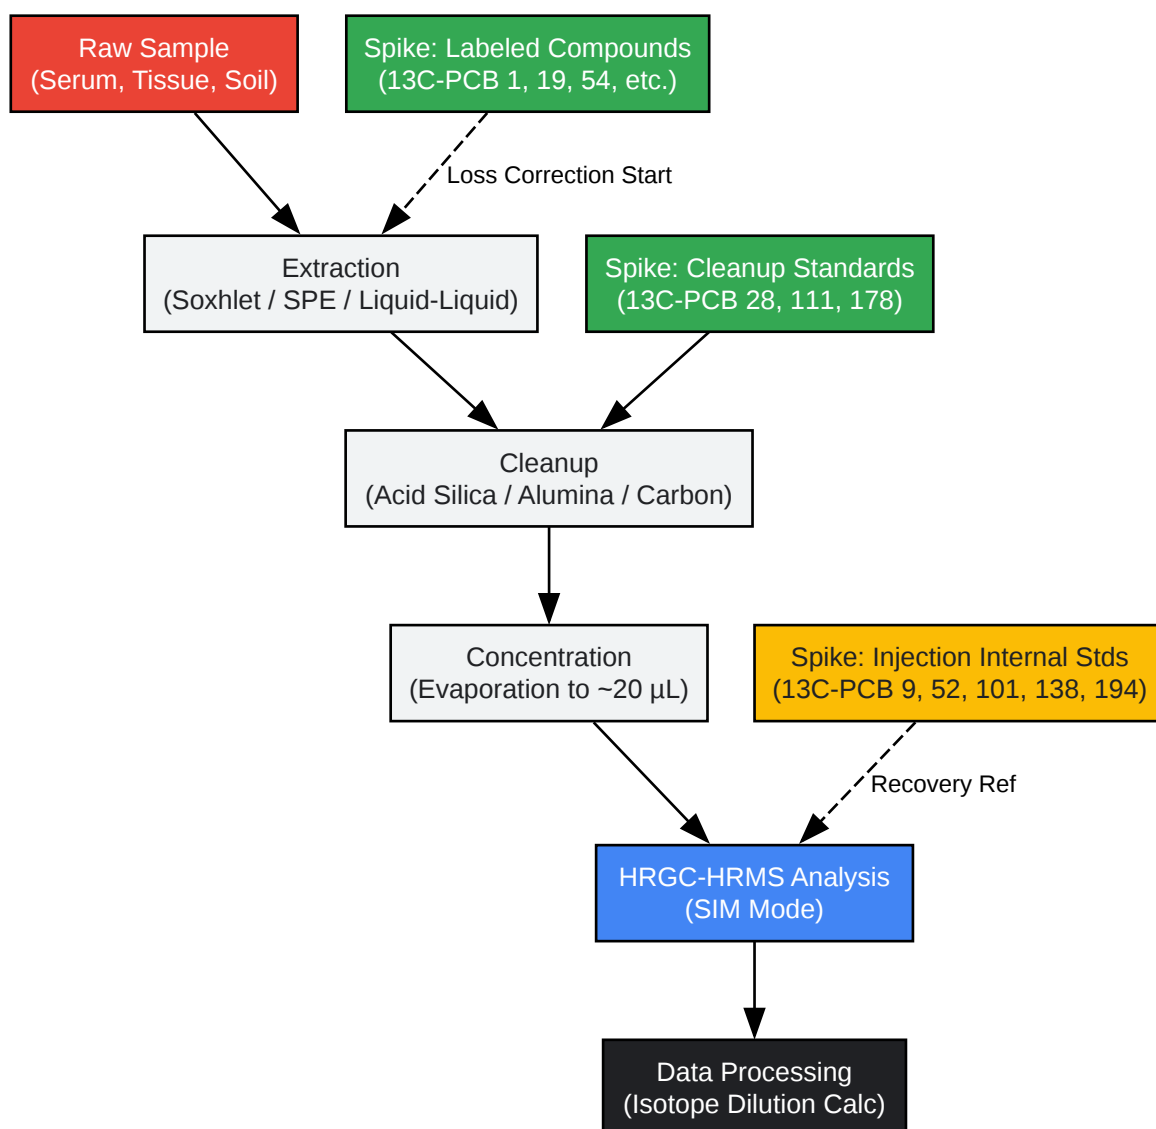 Raw Sample
(Serum, Tissue, Soil)
Spike: Labeled Compounds
(13C-PCB 1, 19, 54, etc.)
Loss Correction Start
Extraction
(Soxhlet / SPE / Liquid-Liquid)
Spike: Cleanup Standards
(13C-PCB 28, 111, 178)
Cleanup
(Acid Silica / Alumina / Carbon)
Concentration
(Evaporation to ~20 µL)
Spike: Injection Internal Stds
(13C-PCB 9, 52, 101, 138, 194)
Recovery Ref
HRGC-HRMS Analysis
(SIM Mode)
Data Processing
(Isotope Dilution Calc)